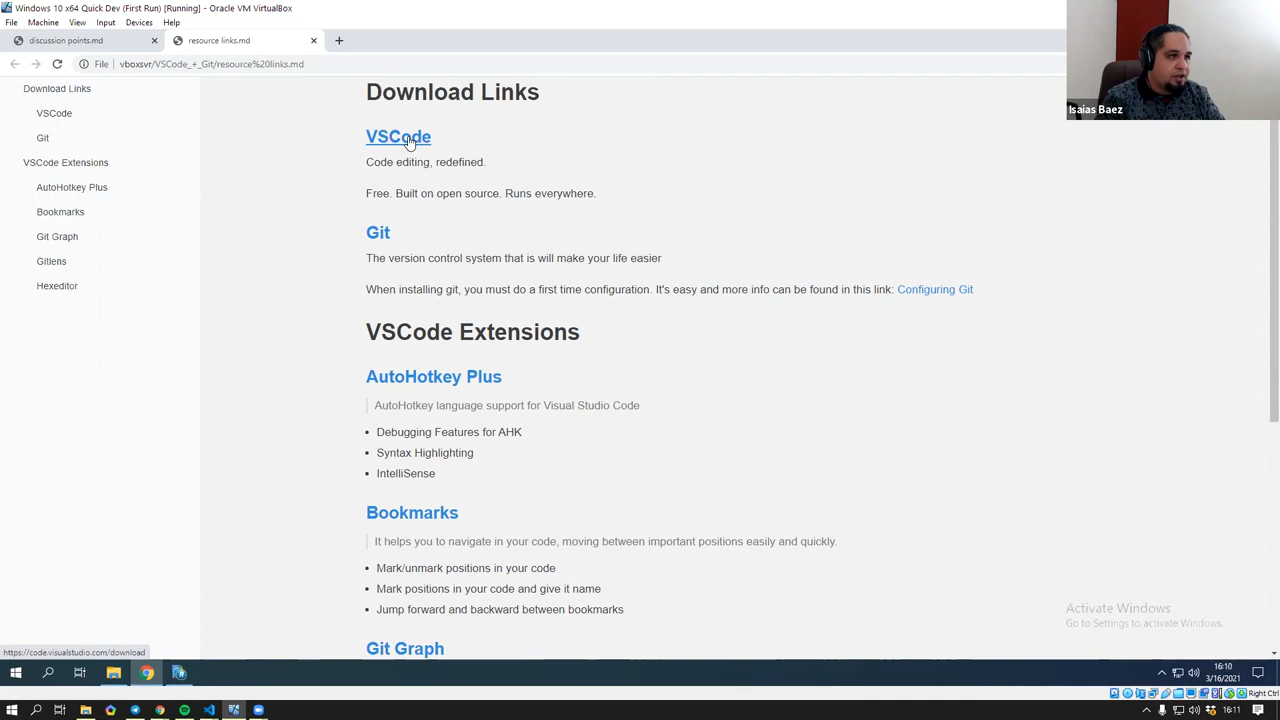 Windows 10 x64 Quick Dev (First Run) [Running] - Oracle VM VirtualBox
File Machine View Input Devices Help
discussion points.md
resource links.md
File vboxsvr/VSCode_+_Git/resource%20links.md
Isaias Baez
Download Links
VSCode
Git
VSCode Extensions
AutoHotkey Plus
Bookmarks
Git Graph
Gitlens
Hexeditor
Download Links
VSCode
Code editing, redefined.
Free. Built on open source. Runs everywhere.
Git
The version control system that is will make your life easier
When installing git, you must do a first time configuration. It's easy and more info can be found in this link: Configuring Git
VSCode Extensions
AutoHotkey Plus
AutoHotkey language support for Visual Studio Code
• Debugging Features for AHK
• Syntax Highlighting
• IntelliSense
Bookmarks
It helps you to navigate in your code, moving between important positions easily and quickly.
• Mark/unmark positions in your code
• Mark positions in your code and give it name
• Jump forward and backward between bookmarks
Git Graph
Activate Windows
Go to Settings to activate Windows.
https://code.visualstudio.com/download
16:10
3/16/2021
Right Ctrl
16:11